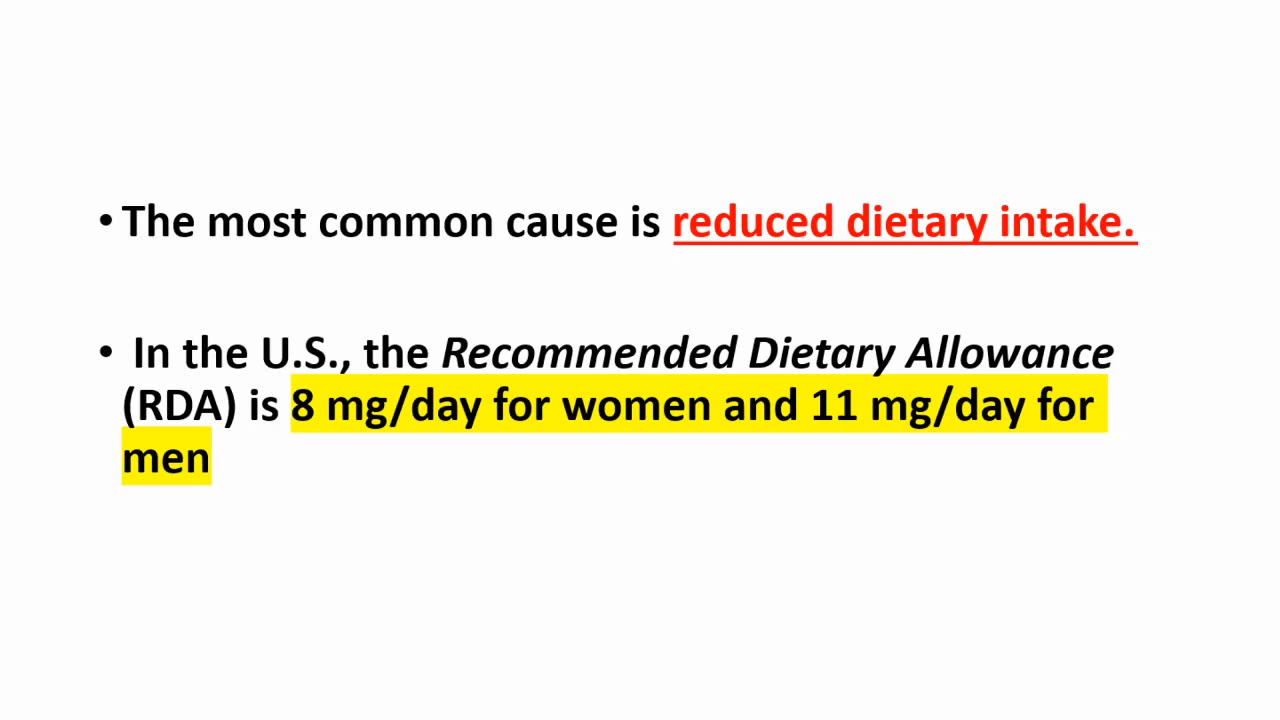 • The most common cause is reduced dietary intake.
• In the U.S., the Recommended Dietary Allowance
(RDA) is 8 mg/day for women and 11 mg/day for
men